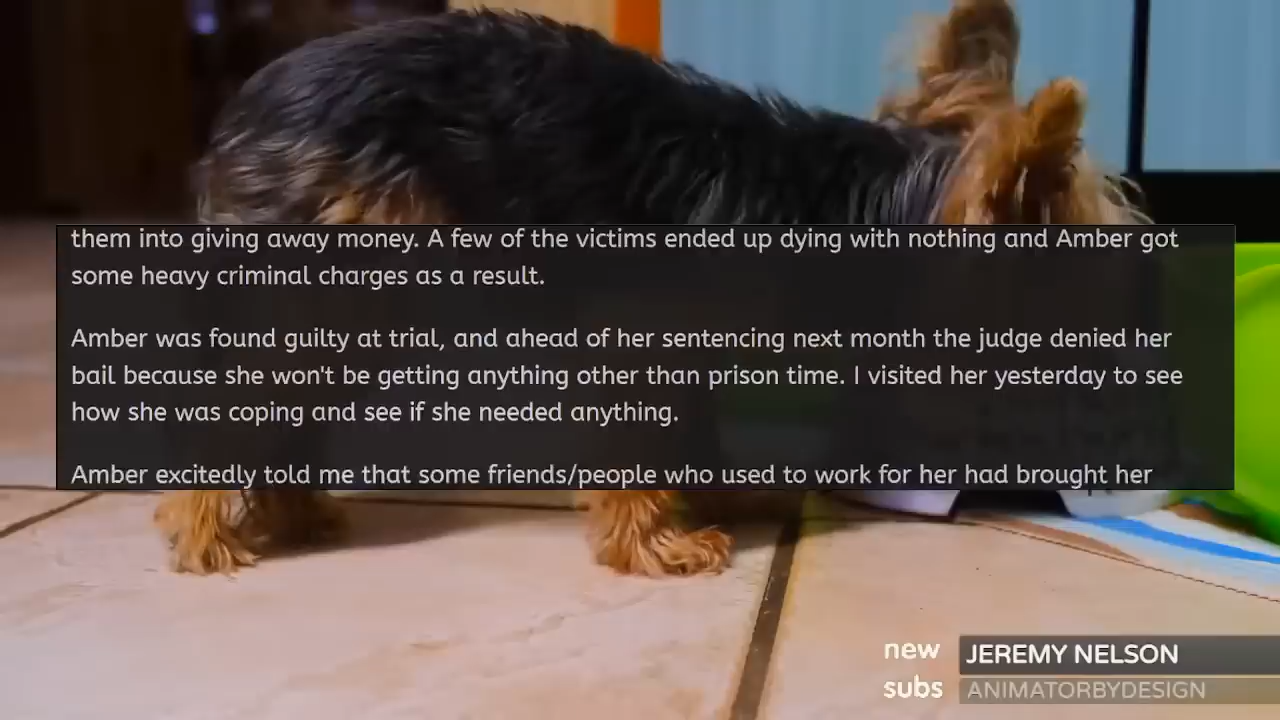 them into giving away money. A few of the victims ended up dying with nothing and Amber got
some heavy criminal charges as a result.
Amber was found guilty at trial, and ahead of her sentencing next month the judge denied her
bail because she won't be getting anything other than prison time. I visited her yesterday to see
how she was coping and see if she needed anything.
Amber excitedly told me that some friends/people who used to work for her had brought her
new JEREMY NELSON
subs ANIMATORBYDESIGN